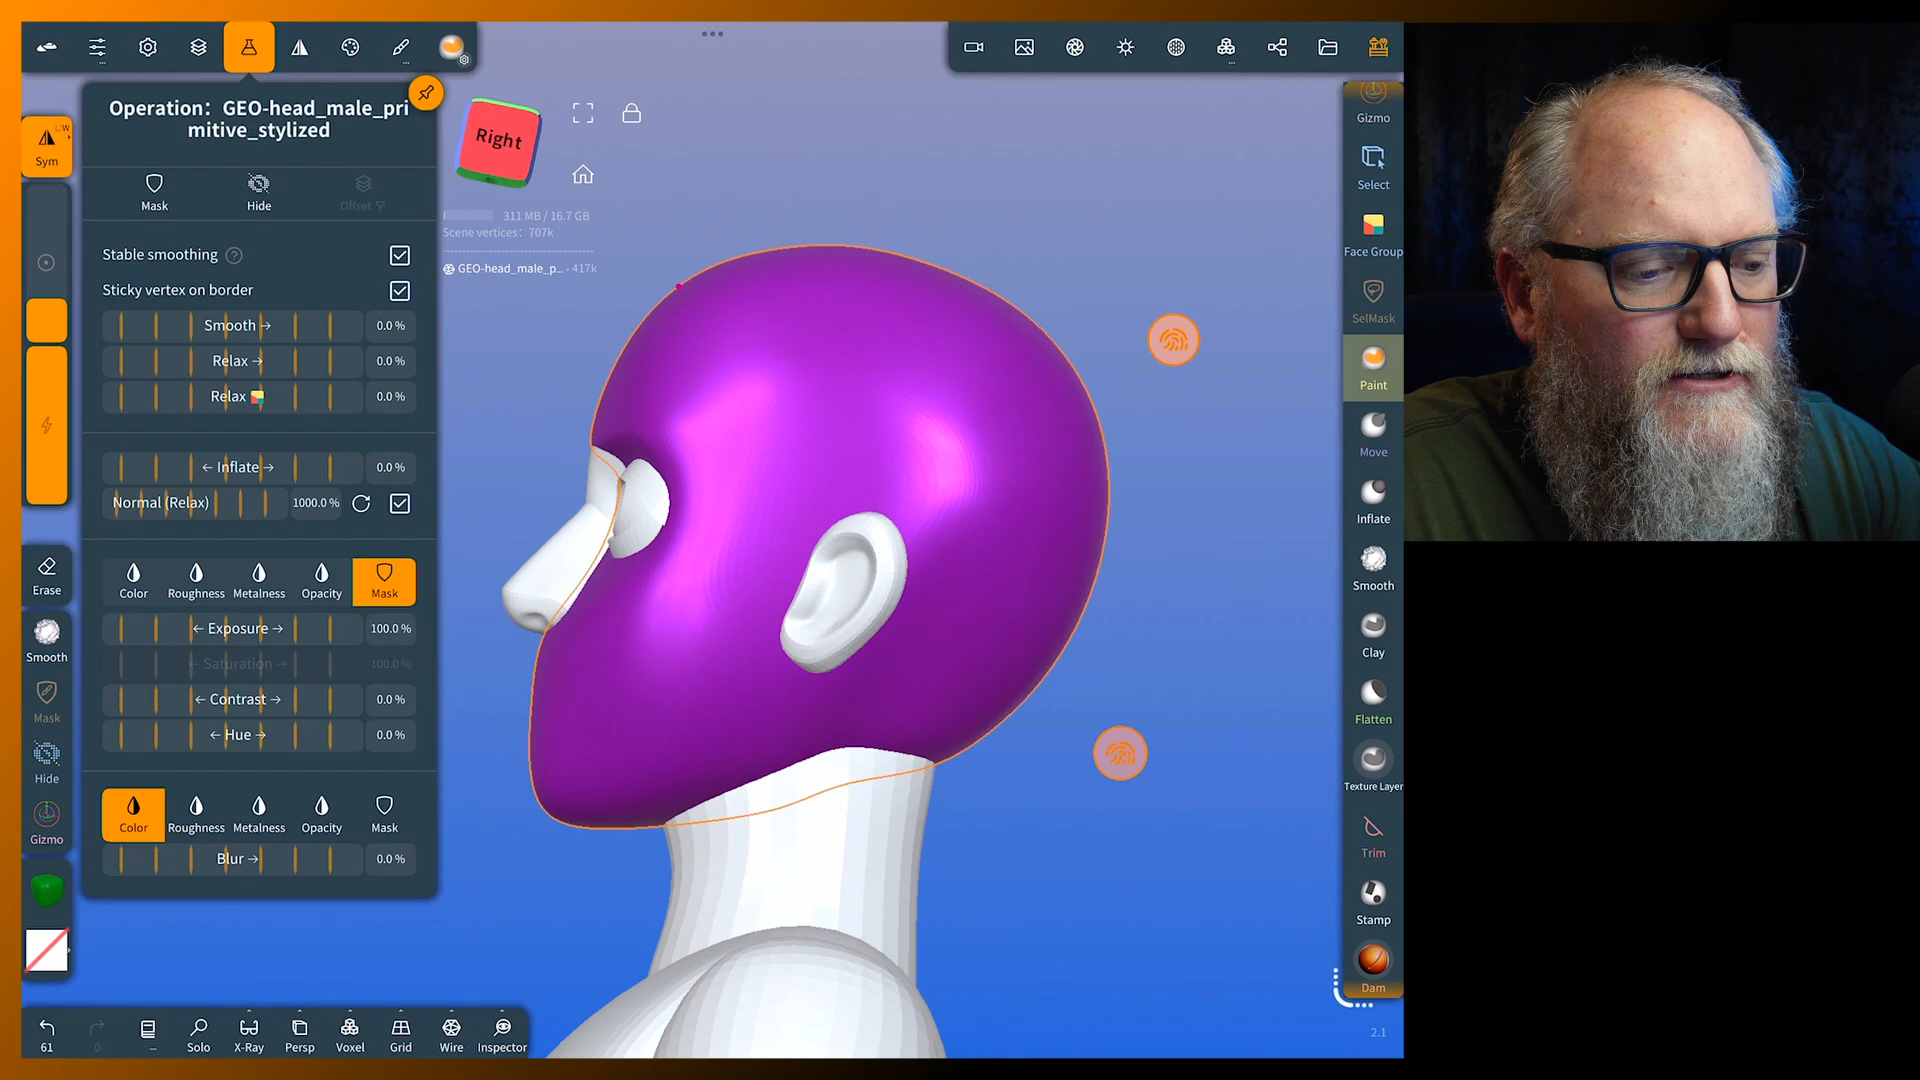 Operation: GEO-head_male_pri
mitive_stylized
Mask
Hide
Offset
Stable smoothing ?
Sticky vertex on border
Smooth → 0.0 %
Relax → 0.0 %
Relax 0.0 %
← Inflate → 0.0 %
Normal (Relax) 1000.0 %
Color Roughness Metalness Opacity Mask
← Exposure → 100.0 %
← Saturation → 100.0 %
← Contrast → 0.0 %
← Hue → 0.0 %
Color Roughness Metalness Opacity Mask
Blur → 0.0 %
L/W
Sym
Erase
Smooth
Mask
Hide
Gizmo
Right
311 MB / 16.7 GB
Scene vertices: 707k
GEO-head_male_p... • 417k
Gizmo
Select
Face Group
SelMask
Paint
Move
Inflate
Smooth
Clay
Flatten
Texture Layer
Trim
Stamp
Dam
2.1
61
0
Solo
X-Ray
Persp
Voxel
Grid
Wire
Inspector